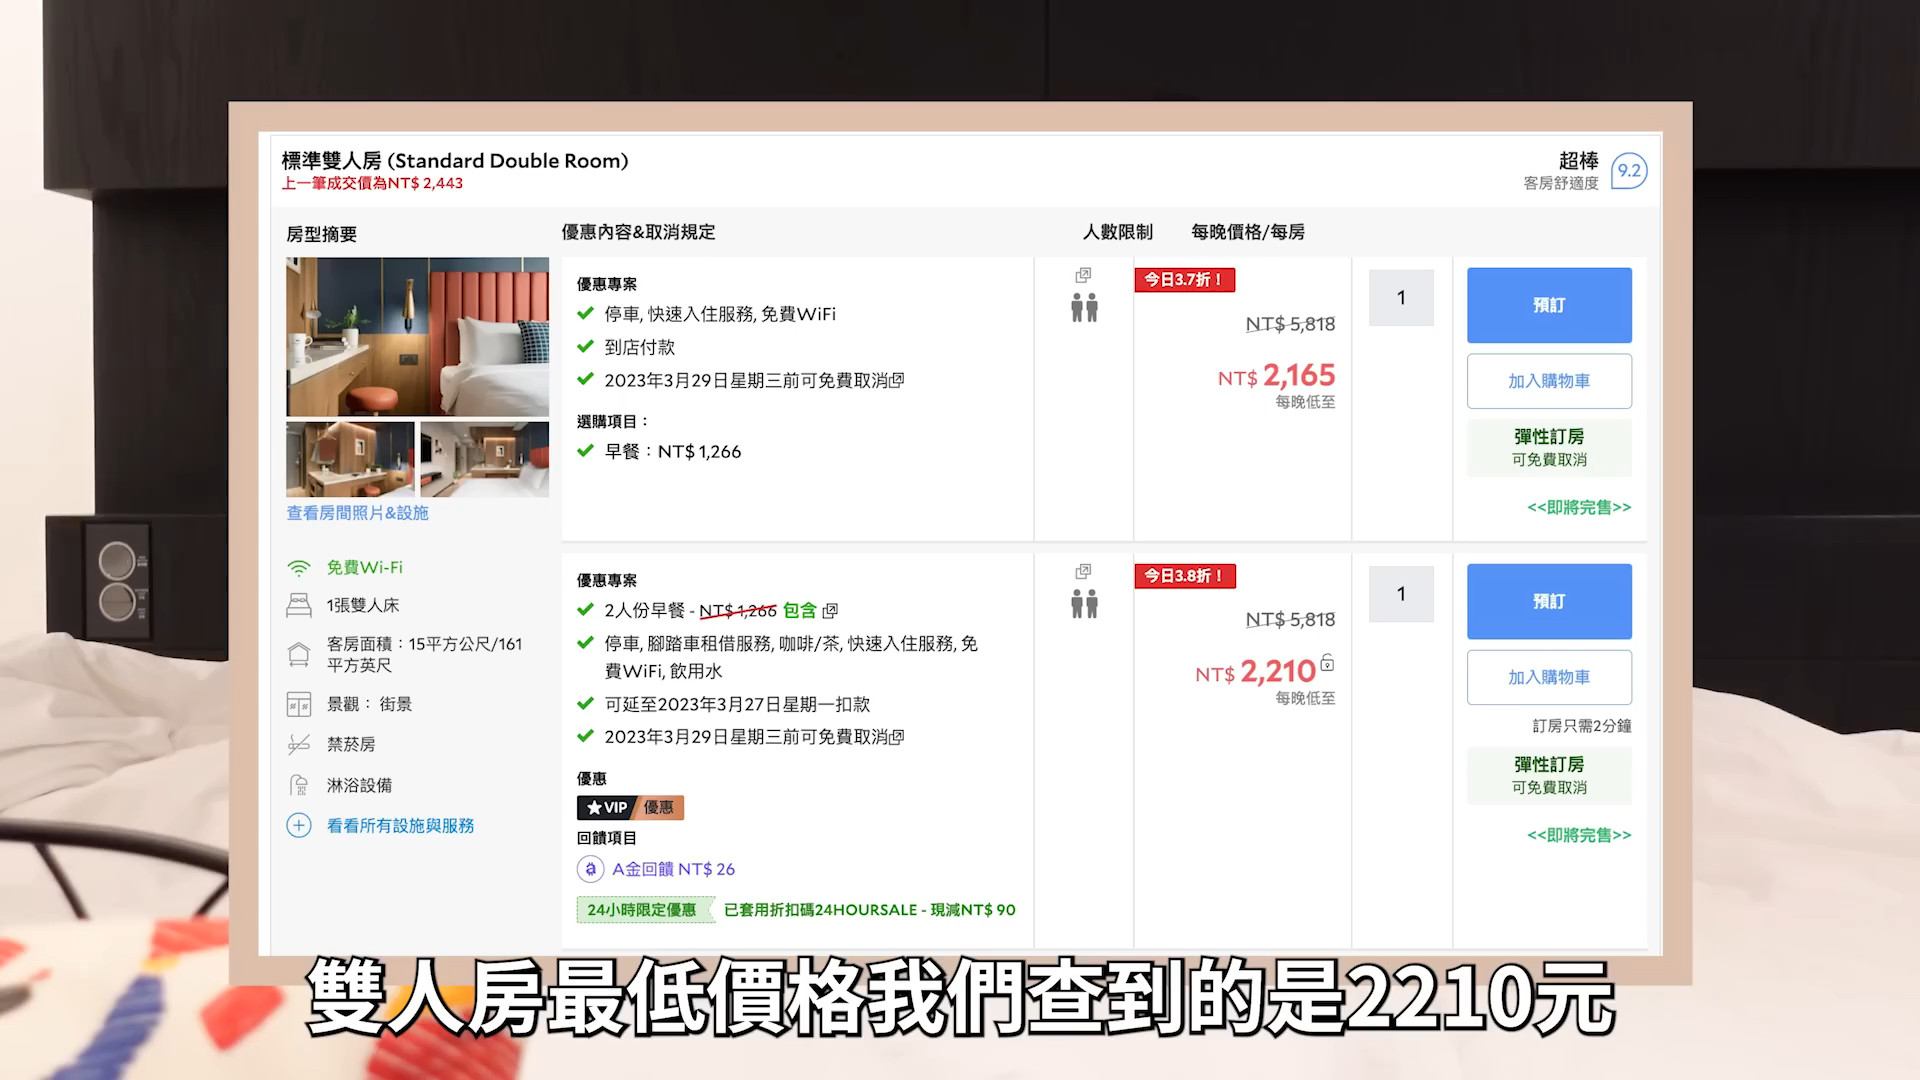 標準雙人房 (Standard Double Room)
上一筆成交價為NT$ 2,443
超棒
客房舒適度
9.2
房型摘要
優惠內容&取消規定
人數限制
每晚價格/每房
查看房間照片&設施
免費Wi-Fi
1張雙人床
客房面積：15平方公尺/161
平方英尺
景觀： 街景
禁菸房
淋浴設備
看看所有設施與服務
優惠專案
停車, 快速入住服務, 免費WiFi
到店付款
2023年3月29日星期三前可免費取消
選購項目：
早餐：NT$ 1,266
今日3.7折！
NT$ 5,818
NT$ 2,165
每晚低至
1
預訂
加入購物車
彈性訂房
可免費取消
<<即將完售>>
優惠專案
2人份早餐 - NT$ 1,266 包含
停車, 腳踏車租借服務, 咖啡/茶, 快速入住服務, 免
費WiFi, 飲用水
可延至2023年3月27日星期一扣款
2023年3月29日星期三前可免費取消
優惠
VIP 優惠
回饋項目
A金回饋 NT$ 26
24小時限定優惠 已套用折扣碼24HOURSALE - 現減NT$ 90
今日3.8折！
NT$ 5,818
NT$ 2,210
每晚低至
1
預訂
加入購物車
訂房只需2分鐘
彈性訂房
可免費取消
<<即將完售>>
雙人房最低價格我們查到的是2210元